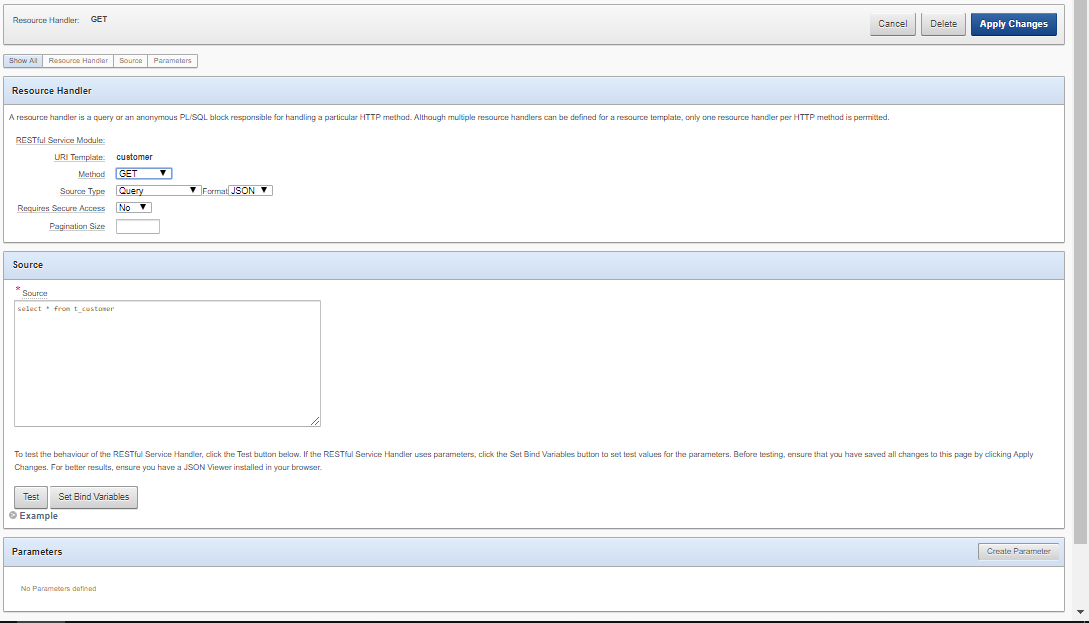 Resource Handler: GET
Cancel Delete Apply Changes
Show All Resource Handler Source Parameters
Resource Handler
A resource handler is a query or an anonymous PL/SQL block responsible for handling a particular HTTP method. Although multiple resource handlers can be defined for a resource template, only one resource handler per HTTP method is permitted.
RESTful Service Module:
URI Template: customer
Method GET
Source Type Query Format JSON
Requires Secure Access No
Pagination Size
Source
* Source
select * from t_customer
To test the behaviour of the RESTful Service Handler, click the Test button below. If the RESTful Service Handler uses parameters, click the Set Bind Variables button to set test values for the parameters. Before testing, ensure that you have saved all changes to this page by clicking Apply
Changes. For better results, ensure you have a JSON Viewer installed in your browser.
Test Set Bind Variables
Example
Parameters Create Parameter
No Parameters defined